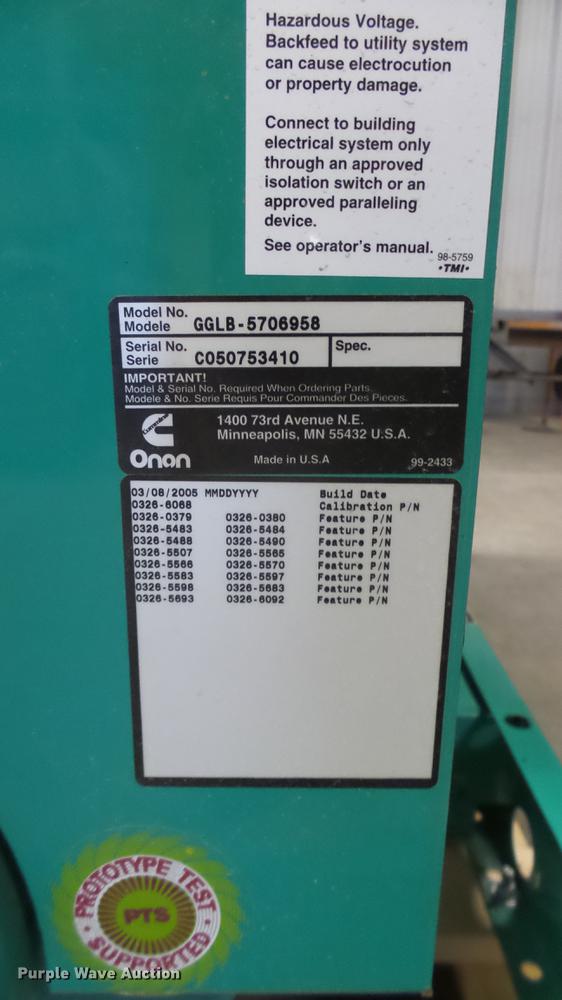 Hazardous Voltage.
Backfeed to utility system
can cause electrocution
or property damage.
Connect to building
electrical system only
through an approved
isolation switch or an
approved paralleling
device.
See operator's manual.
98-5759
•TMI•
Model No.
Modele GGLB-5706958
Serial No.
Serie C050753410
Spec.
IMPORTANT!
Model & Serial No. Required When Ordering Parts.
Modele & No. Serie Requis Pour Commander Des Pieces.
Cummins
Onan
1400 73rd Avenue N.E.
Minneapolis, MN 55432 U.S.A.
Made in U.S.A
99-2433
03/08/2005 MMDDYYYY Build Date
0326-6068 Calibration P/N
0326-0379 0326-0380 Feature P/N
0326-5483 0326-5484 Feature P/N
0326-5488 0326-5490 Feature P/N
0326-5507 0326-5565 Feature P/N
0326-5566 0326-5570 Feature P/N
0326-5583 0326-5597 Feature P/N
0326-5598 0326-5683 Feature P/N
0326-5693 0326-6092 Feature P/N
PROTOTYPE TEST
PTS
SUPPORTED
Purple Wave Auction